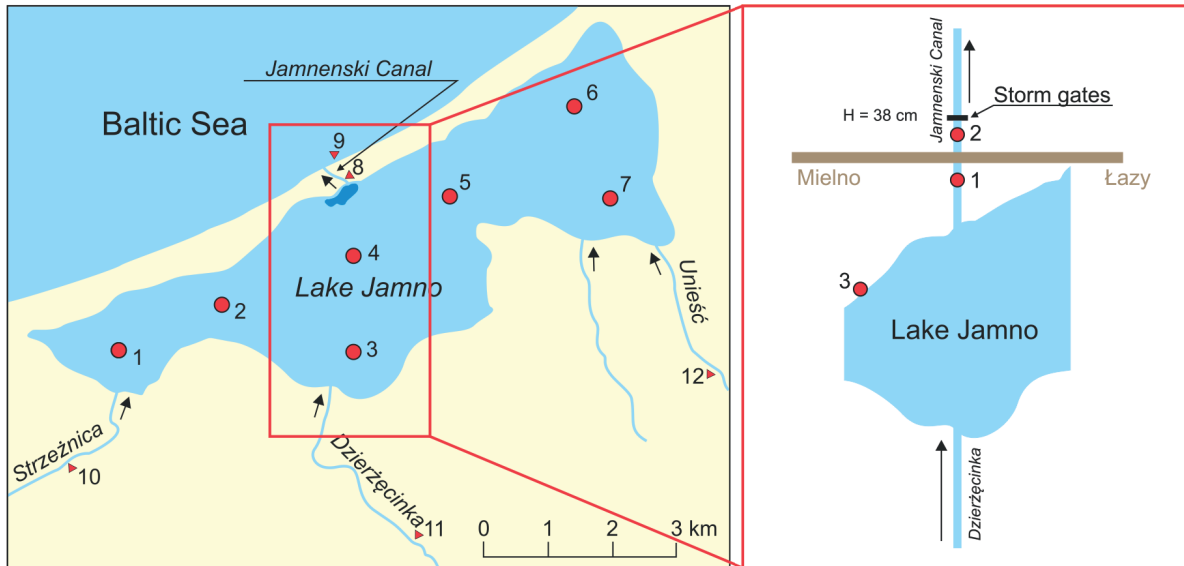 Jamnenski Canal
Baltic Sea
6
9
8
5
7
4
Lake Jamno
2
1
3
Unieść
12
Strzeżnica
10
Dzierżęcinka
11
0 1 2 3 km
Jamnenski Canal
Storm gates
H = 38 cm
2
Mielno
Łazy
1
3
Lake Jamno
Dzierżęcinka